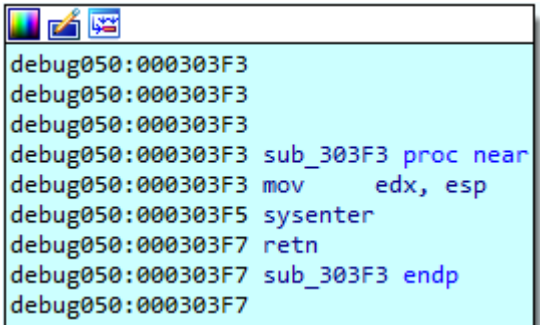 debug050:000303F3
debug050:000303F3
debug050:000303F3
debug050:000303F3 sub_303F3 proc near
debug050:000303F3 mov     edx, esp
debug050:000303F5 sysenter
debug050:000303F7 retn
debug050:000303F7 sub_303F3 endp
debug050:000303F7